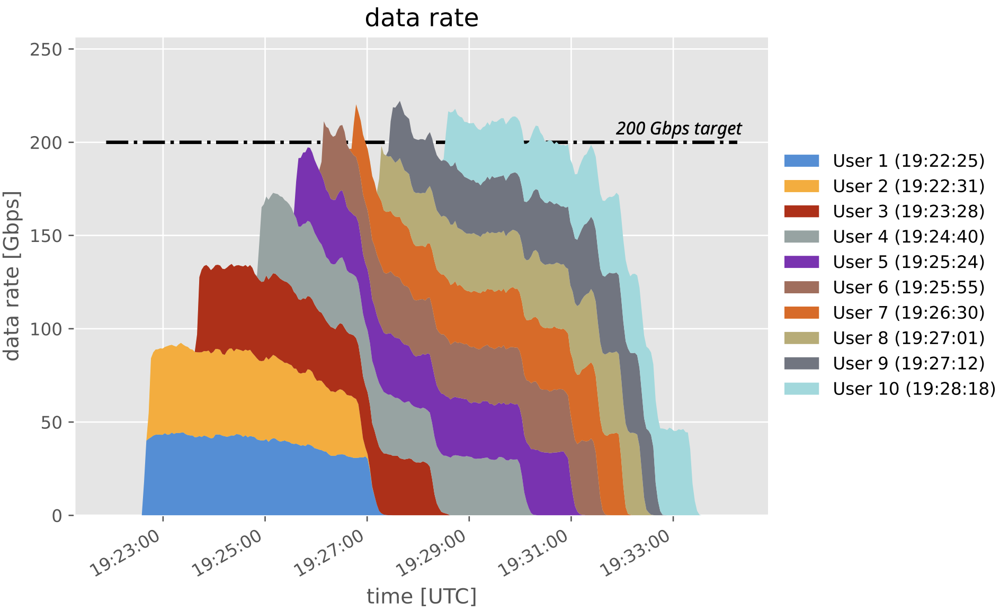 data rate
250
200
150
100
50
0
data rate [Gbps]
200 Gbps target
19:23:00
19:25:00
19:27:00
19:29:00
19:31:00
19:33:00
time [UTC]
User 1 (19:22:25)
User 2 (19:22:31)
User 3 (19:23:28)
User 4 (19:24:40)
User 5 (19:25:24)
User 6 (19:25:55)
User 7 (19:26:30)
User 8 (19:27:01)
User 9 (19:27:12)
User 10 (19:28:18)